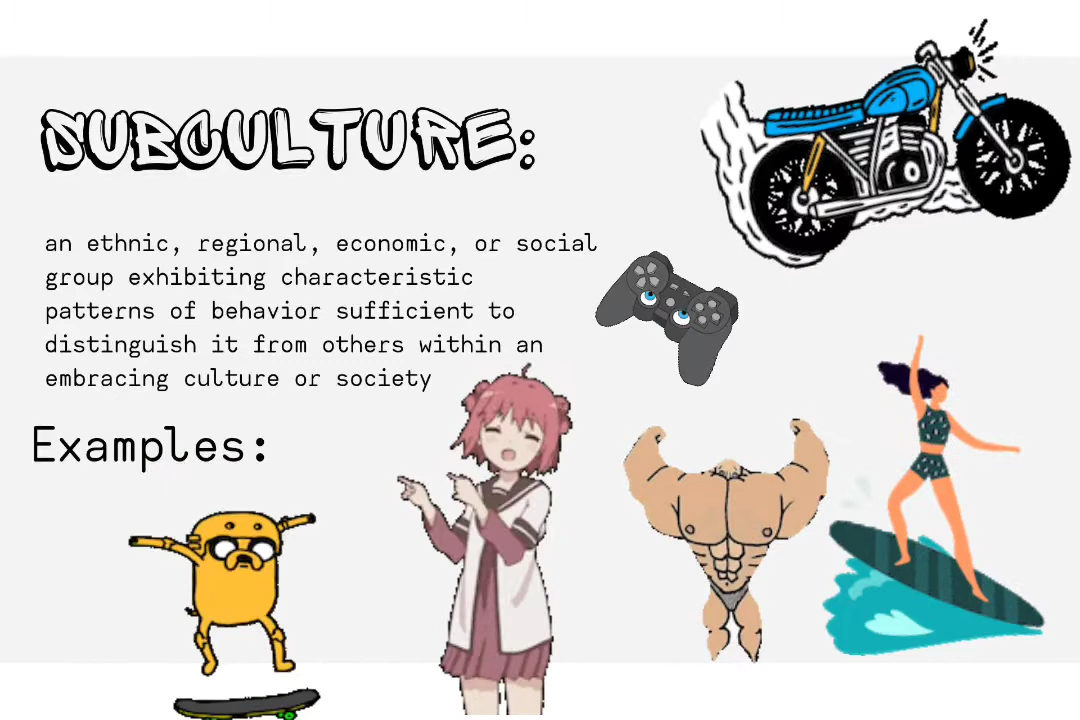 SUBCULTURE:
an ethnic, regional, economic, or social
group exhibiting characteristic
patterns of behavior sufficient to
distinguish it from others within an
embracing culture or society
Examples: